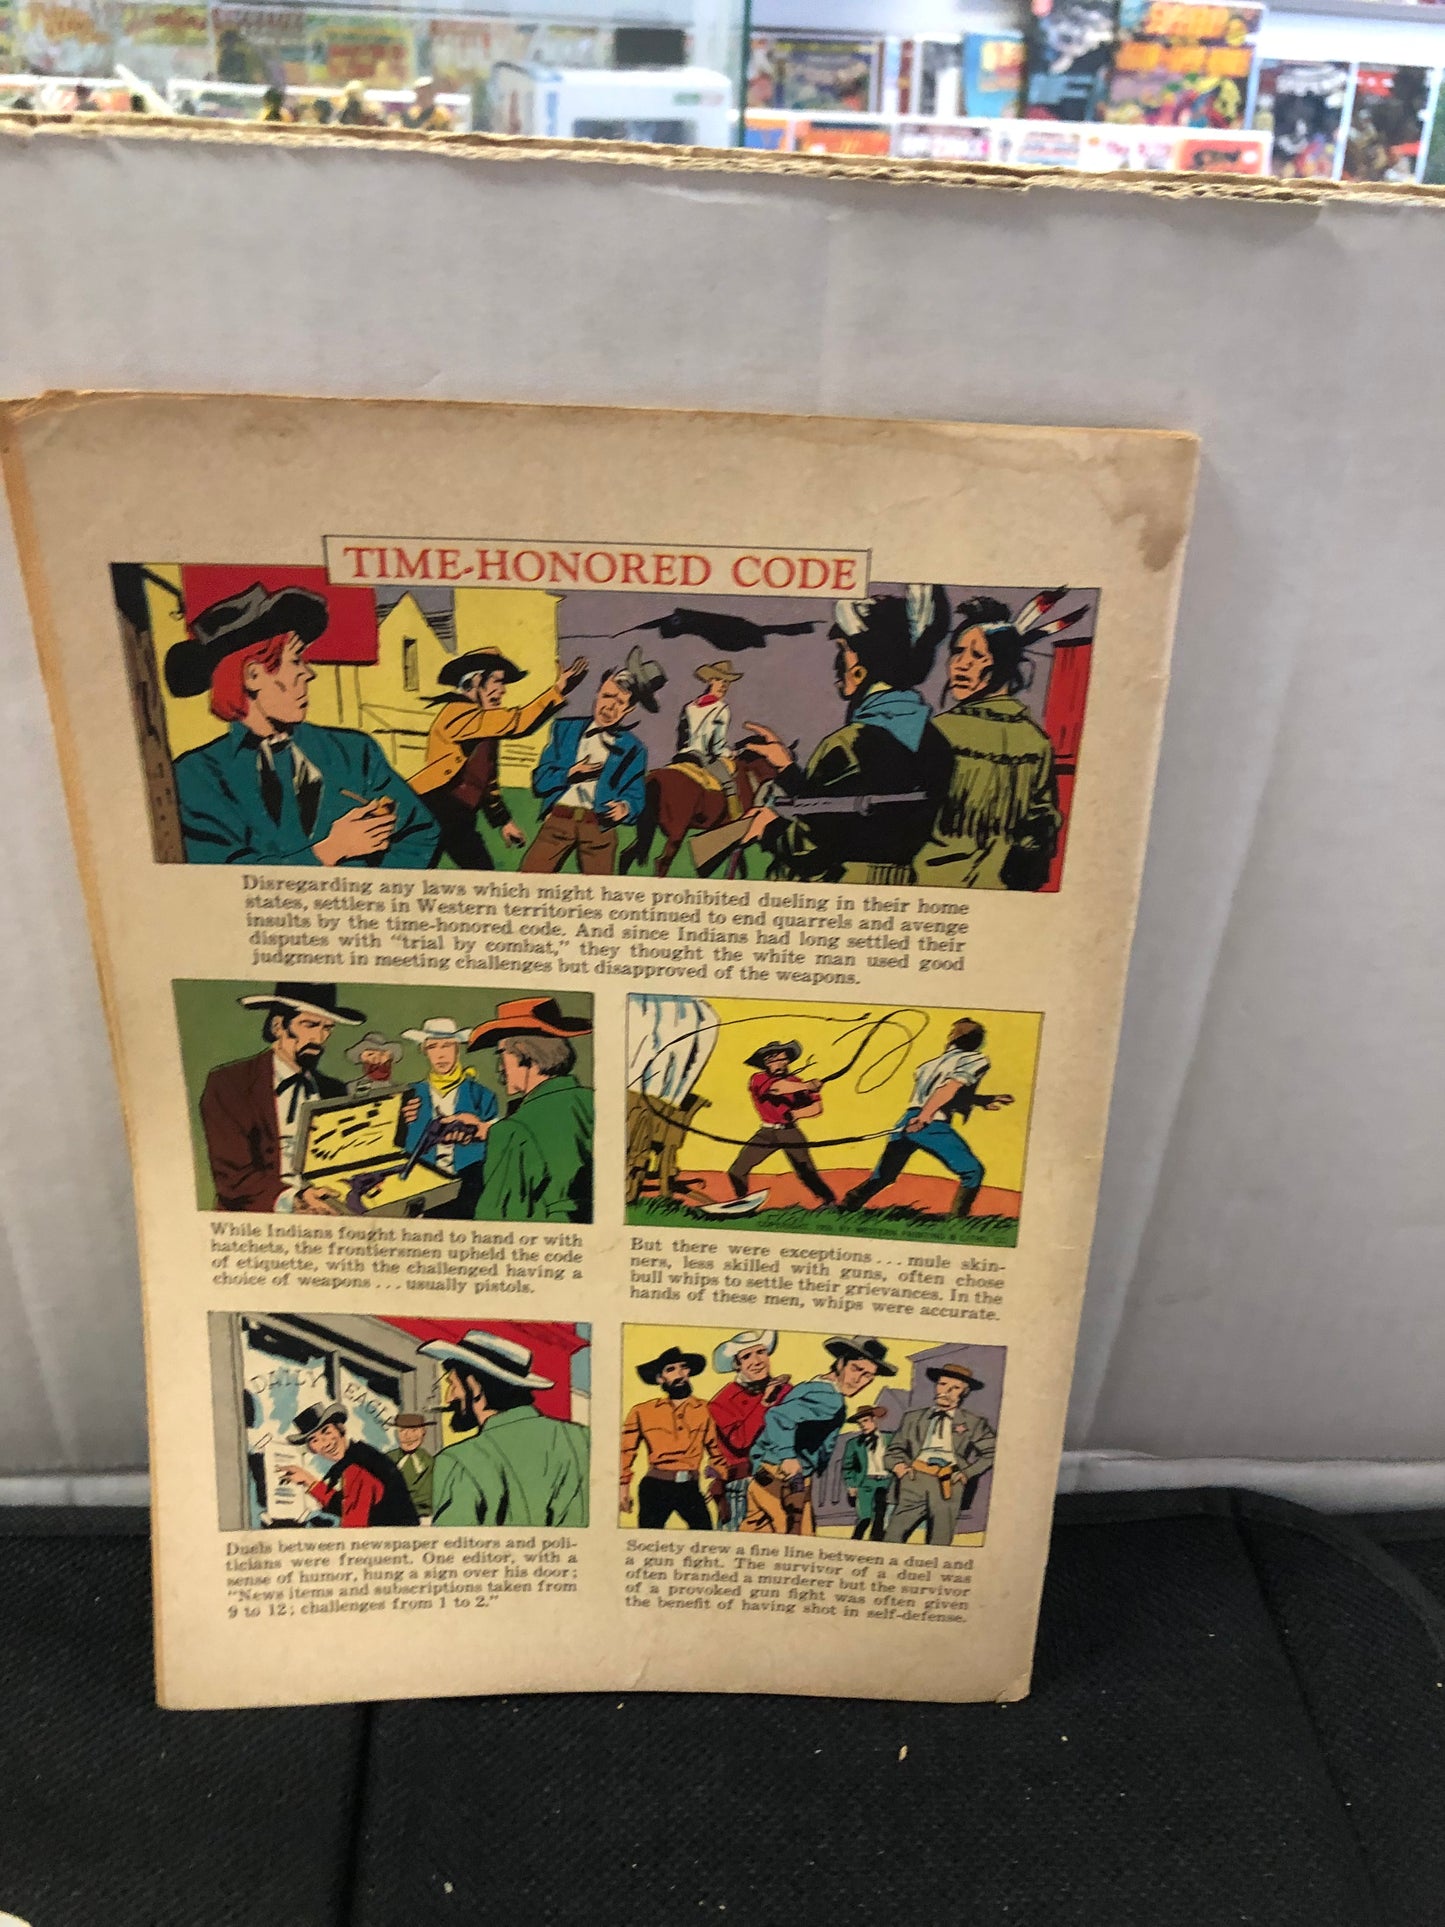 TIME-HONORED CODE
Disregarding any laws which might have prohibited dueling in their home
states, settlers in Western territories continued to end quarrels and avenge
insults by the time-honored code. And since Indians had long settled their
disputes with "trial by combat," they thought the white man used good
judgment in meeting challenges but disapproved of the weapons.
While Indians fought hand to hand or with
hatchets, the frontiersmen upheld the code
of etiquette, with the challenged having a
choice of weapons ... usually pistols.
COPYRIGHT, BY WESTERN PRINTING & LITHO. CO.
But there were exceptions ... mule skin-
ners, less skilled with guns, often chose
bull whips to settle their grievances. In the
hands of these men, whips were accurate.
DAILY EAGLE
Duels between newspaper editors and poli-
ticians were frequent. One editor, with a
sense of humor, hung a sign over his door:
"News items and subscriptions taken from
9 to 12; challenges from 1 to 2."
Society drew a fine line between a duel and
a gun fight. The survivor of a duel was
often branded a murderer but the survivor
of a provoked gun fight was often given
the benefit of having shot in self-defense.